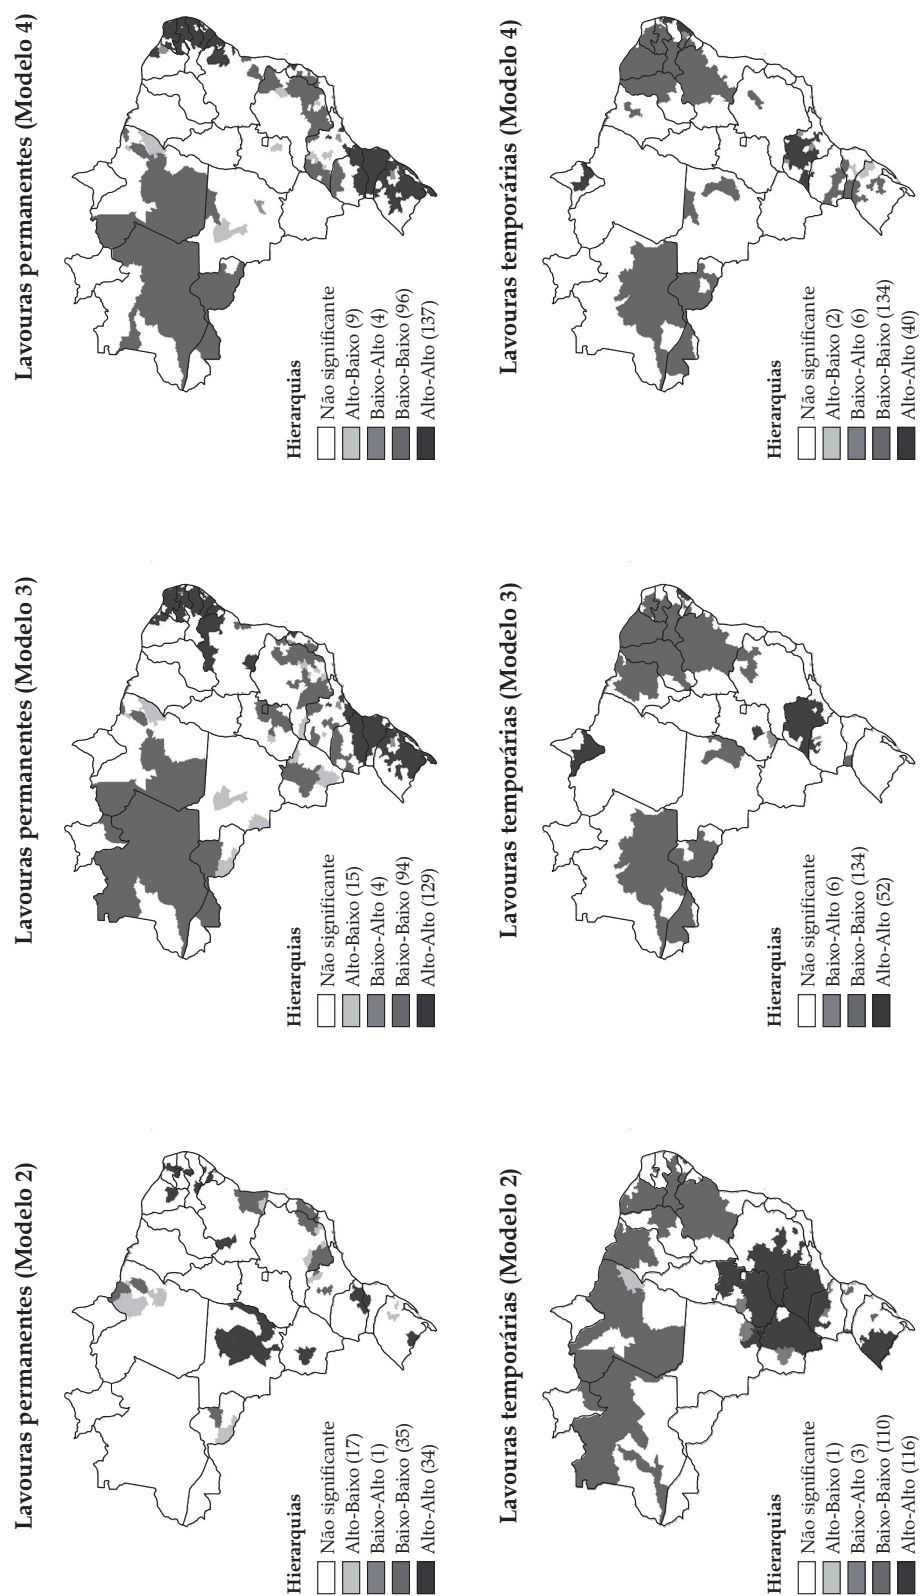 Lavouras permanentes (Modelo 2)
Hierarquias
Não significante
Alto-Baixo (17)
Baixo-Alto (1)
Baixo-Baixo (35)
Alto-Alto (34)
Lavouras permanentes (Modelo 3)
Hierarquias
Não significante
Alto-Baixo (15)
Baixo-Alto (4)
Baixo-Baixo (94)
Alto-Alto (129)
Lavouras permanentes (Modelo 4)
Hierarquias
Não significante
Alto-Baixo (9)
Baixo-Alto (4)
Baixo-Baixo (96)
Alto-Alto (137)
Lavouras temporárias (Modelo 2)
Hierarquias
Não significante
Alto-Baixo (1)
Baixo-Alto (3)
Baixo-Baixo (110)
Alto-Alto (116)
Lavouras temporárias (Modelo 3)
Hierarquias
Não significante
Baixo-Alto (6)
Baixo-Baixo (134)
Alto-Alto (52)
Lavouras temporárias (Modelo 4)
Hierarquias
Não significante
Alto-Baixo (2)
Baixo-Alto (6)
Baixo-Baixo (134)
Alto-Alto (40)